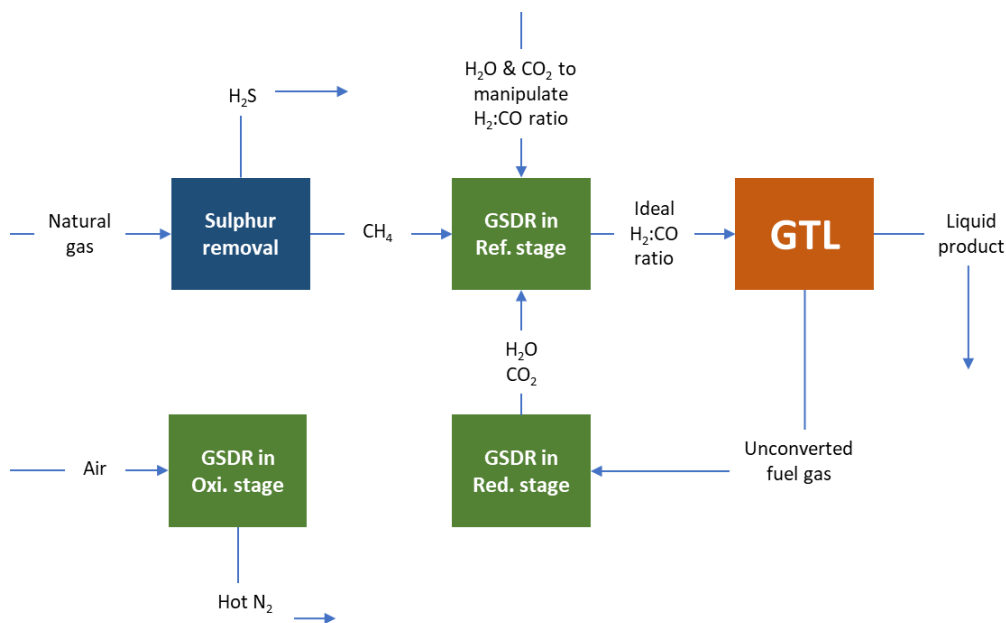 H₂O & CO₂ to
manipulate
H₂:CO ratio
H₂S
Natural
gas
Sulphur
removal
CH₄
GSDR in
Ref. stage
Ideal
H₂:CO
ratio
GTL
Liquid
product
H₂O
CO₂
Air
GSDR in
Oxi. stage
GSDR in
Red. stage
Unconverted
fuel gas
Hot N₂